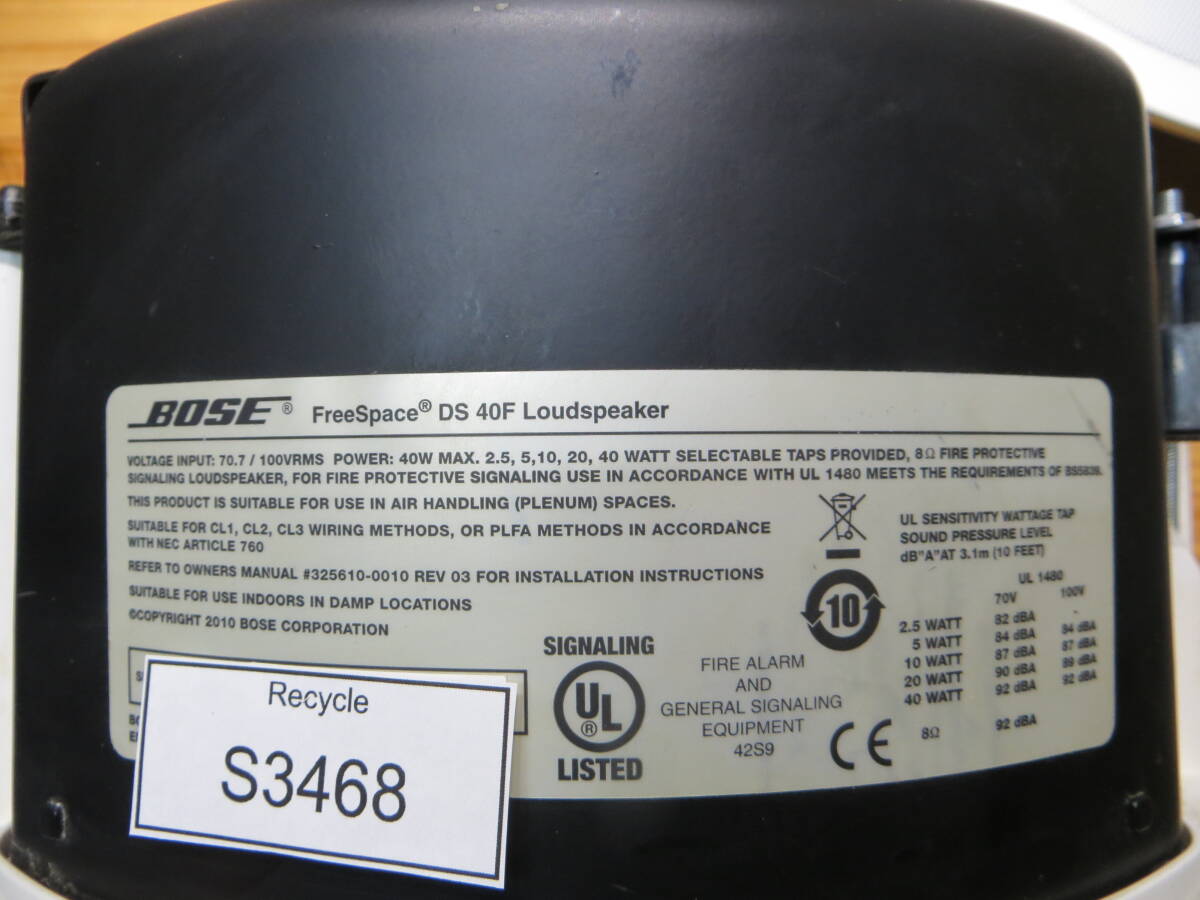 BOSE® FreeSpace® DS 40F Loudspeaker
VOLTAGE INPUT: 70.7 / 100VRMS POWER: 40W MAX. 2.5, 5,10, 20, 40 WATT SELECTABLE TAPS PROVIDED, 8Ω FIRE PROTECTIVE
SIGNALING LOUDSPEAKER, FOR FIRE PROTECTIVE SIGNALING USE IN ACCORDANCE WITH UL 1480 MEETS THE REQUIREMENTS OF BS5839.
THIS PRODUCT IS SUITABLE FOR USE IN AIR HANDLING (PLENUM) SPACES.
SUITABLE FOR CL1, CL2, CL3 WIRING METHODS, OR PLFA METHODS IN ACCORDANCE
WITH NEC ARTICLE 760
REFER TO OWNERS MANUAL #325610-0010 REV 03 FOR INSTALLATION INSTRUCTIONS
SUITABLE FOR USE INDOORS IN DAMP LOCATIONS
©COPYRIGHT 2010 BOSE CORPORATION
UL SENSITIVITY WATTAGE TAP
SOUND PRESSURE LEVEL
dB"A"AT 3.1m (10 FEET)
UL 1480
70V 100V
2.5 WATT 82 dBA -
5 WATT 84 dBA 84 dBA
10 WATT 87 dBA 87 dBA
20 WATT 90 dBA 89 dBA
40 WATT 92 dBA 92 dBA
8Ω 92 dBA
10
SIGNALING
UL®
LISTED
FIRE ALARM
AND
GENERAL SIGNALING
EQUIPMENT
42S9
CE
Recycle
S3468